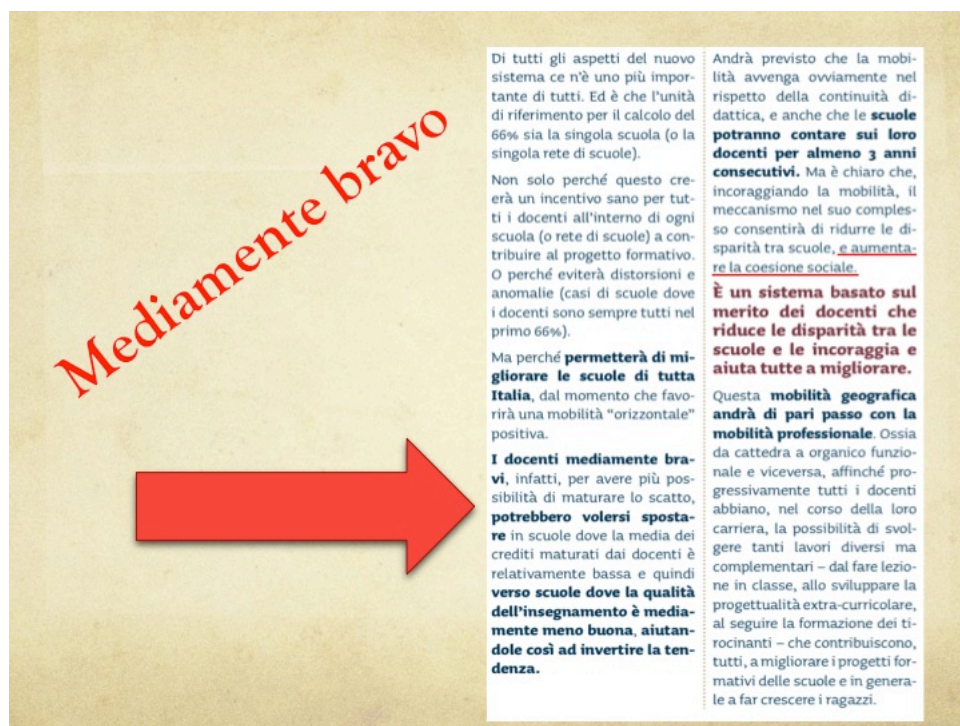 Mediamente bravo
Di tutti gli aspetti del nuovo
sistema ce n'è uno più impor-
tante di tutti. Ed è che l'unità
di riferimento per il calcolo del
66% sia la singola scuola (o la
singola rete di scuole).
Non solo perché questo cre-
erà un incentivo sano per tut-
ti i docenti all'interno di ogni
scuola (o rete di scuole) a con-
tribuire al progetto formativo.
O perché eviterà distorsioni e
anomalie (casi di scuole dove
i docenti sono sempre tutti nel
primo 66%).
Ma perché permetterà di mi-
gliorare le scuole di tutta
Italia, dal momento che favo-
rirà una mobilità "orizzontale"
positiva.
I docenti mediamente bra-
vi, infatti, per avere più pos-
sibilità di maturare lo scatto,
potrebbero volersi sposta-
re in scuole dove la media dei
crediti maturati dai docenti è
relativamente bassa e quindi
verso scuole dove la qualità
dell'insegnamento è media-
mente meno buona, aiutan-
dole così ad invertire la ten-
denza.
Andrà previsto che la mobi-
lità avvenga ovviamente nel
rispetto della continuità di-
dattica, e anche che le scuole
potranno contare sui loro
docenti per almeno 3 anni
consecutivi. Ma è chiaro che,
incoraggiando la mobilità, il
meccanismo nel suo comples-
so consentirà di ridurre le di-
sparità tra scuole, e aumenta-
re la coesione sociale.
È un sistema basato sul
merito dei docenti che
riduce le disparità tra le
scuole e le incoraggia e
aiuta tutte a migliorare.
Questa mobilità geografica
andrà di pari passo con la
mobilità professionale. Ossia
da cattedra a organico funzio-
nale e viceversa, affinché pro-
gressivamente tutti i docenti
abbiano, nel corso della loro
carriera, la possibilità di svol-
gere tanti lavori diversi ma
complementari – dal fare lezio-
ne in classe, allo sviluppare la
progettualità extra-curricolare,
al seguire la formazione dei ti-
rocinanti – che contribuiscono,
tutti, a migliorare i progetti for-
mativi delle scuole e in genera-
le a far crescere i ragazzi.